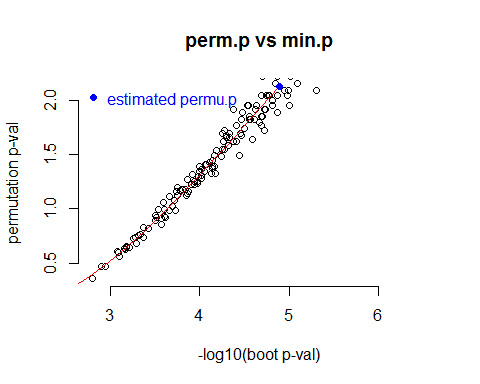 perm.p vs min.p
estimated permu.p
permutation p-val
2.0
1.5
1.0
0.5
3 4 5 6
-log10(boot p-val)